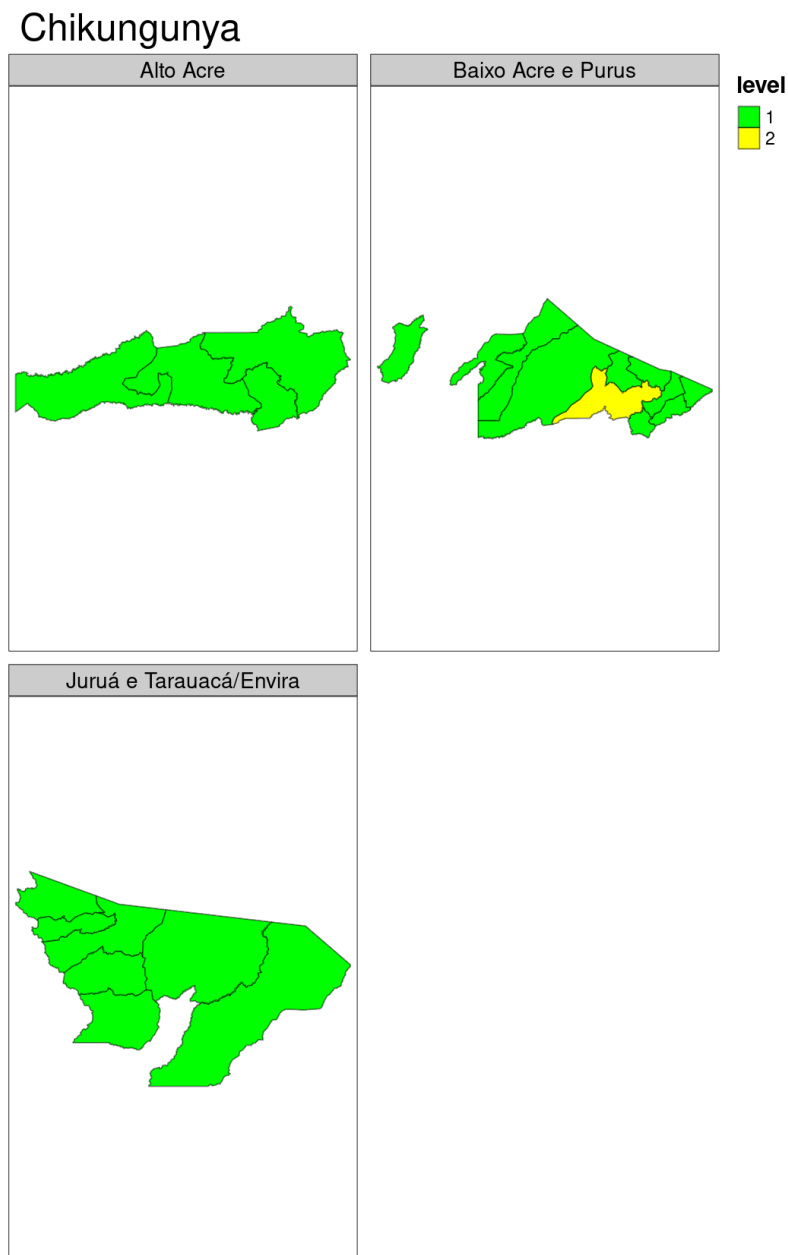 Chikungunya
Alto Acre
Baixo Acre e Purus
level
1
2
Juruá e Tarauacá/Envira